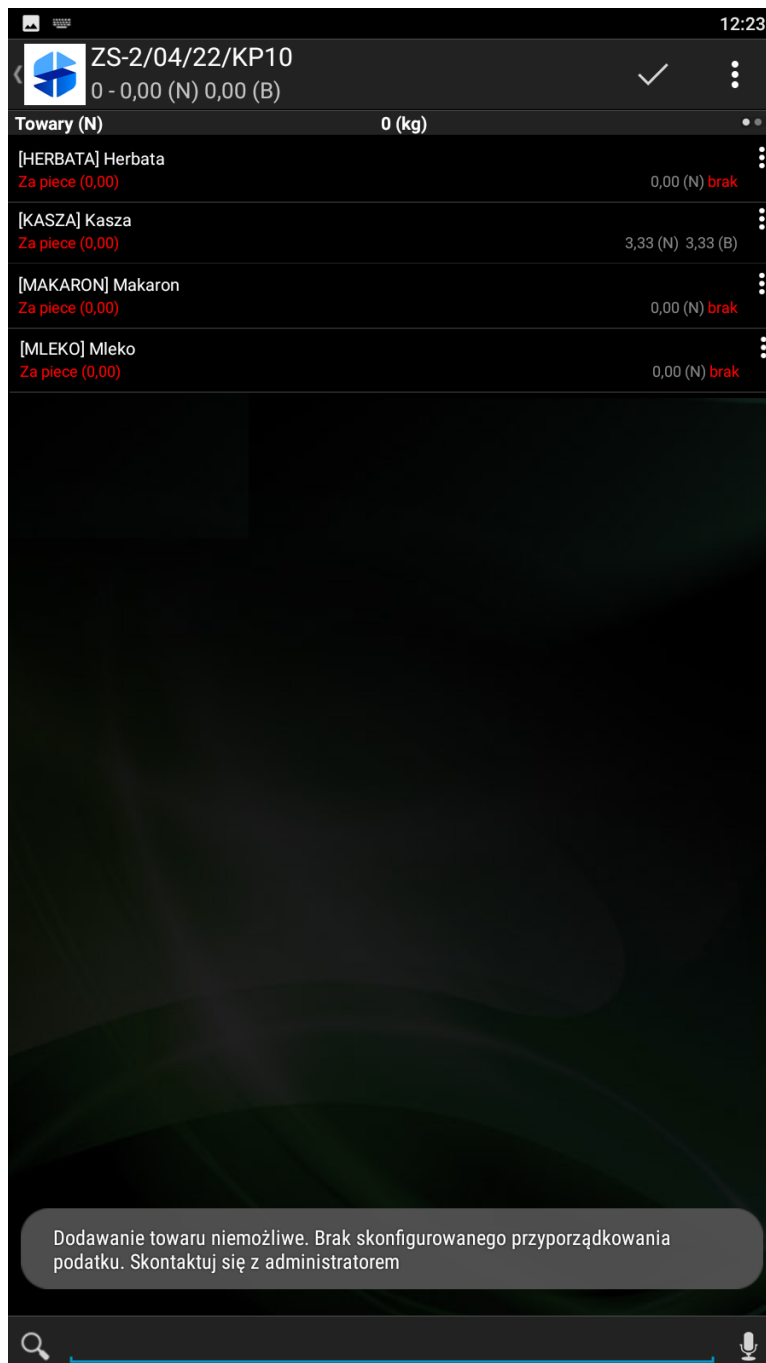 12:23
ZS-2/04/22/KP10
0 - 0,00 (N) 0,00 (B)
Towary (N) 0 (kg)
[HERBATA] Herbata
Za piece (0,00) 0,00 (N) brak
[KASZA] Kasza
Za piece (0,00) 3,33 (N) 3,33 (B)
[MAKARON] Makaron
Za piece (0,00) 0,00 (N) brak
[MLEKO] Mleko
Za piece (0,00) 0,00 (N) brak
Dodawanie towaru niemożliwe. Brak skonfigurowanego przyporządkowania
podatku. Skontaktuj się z administratorem